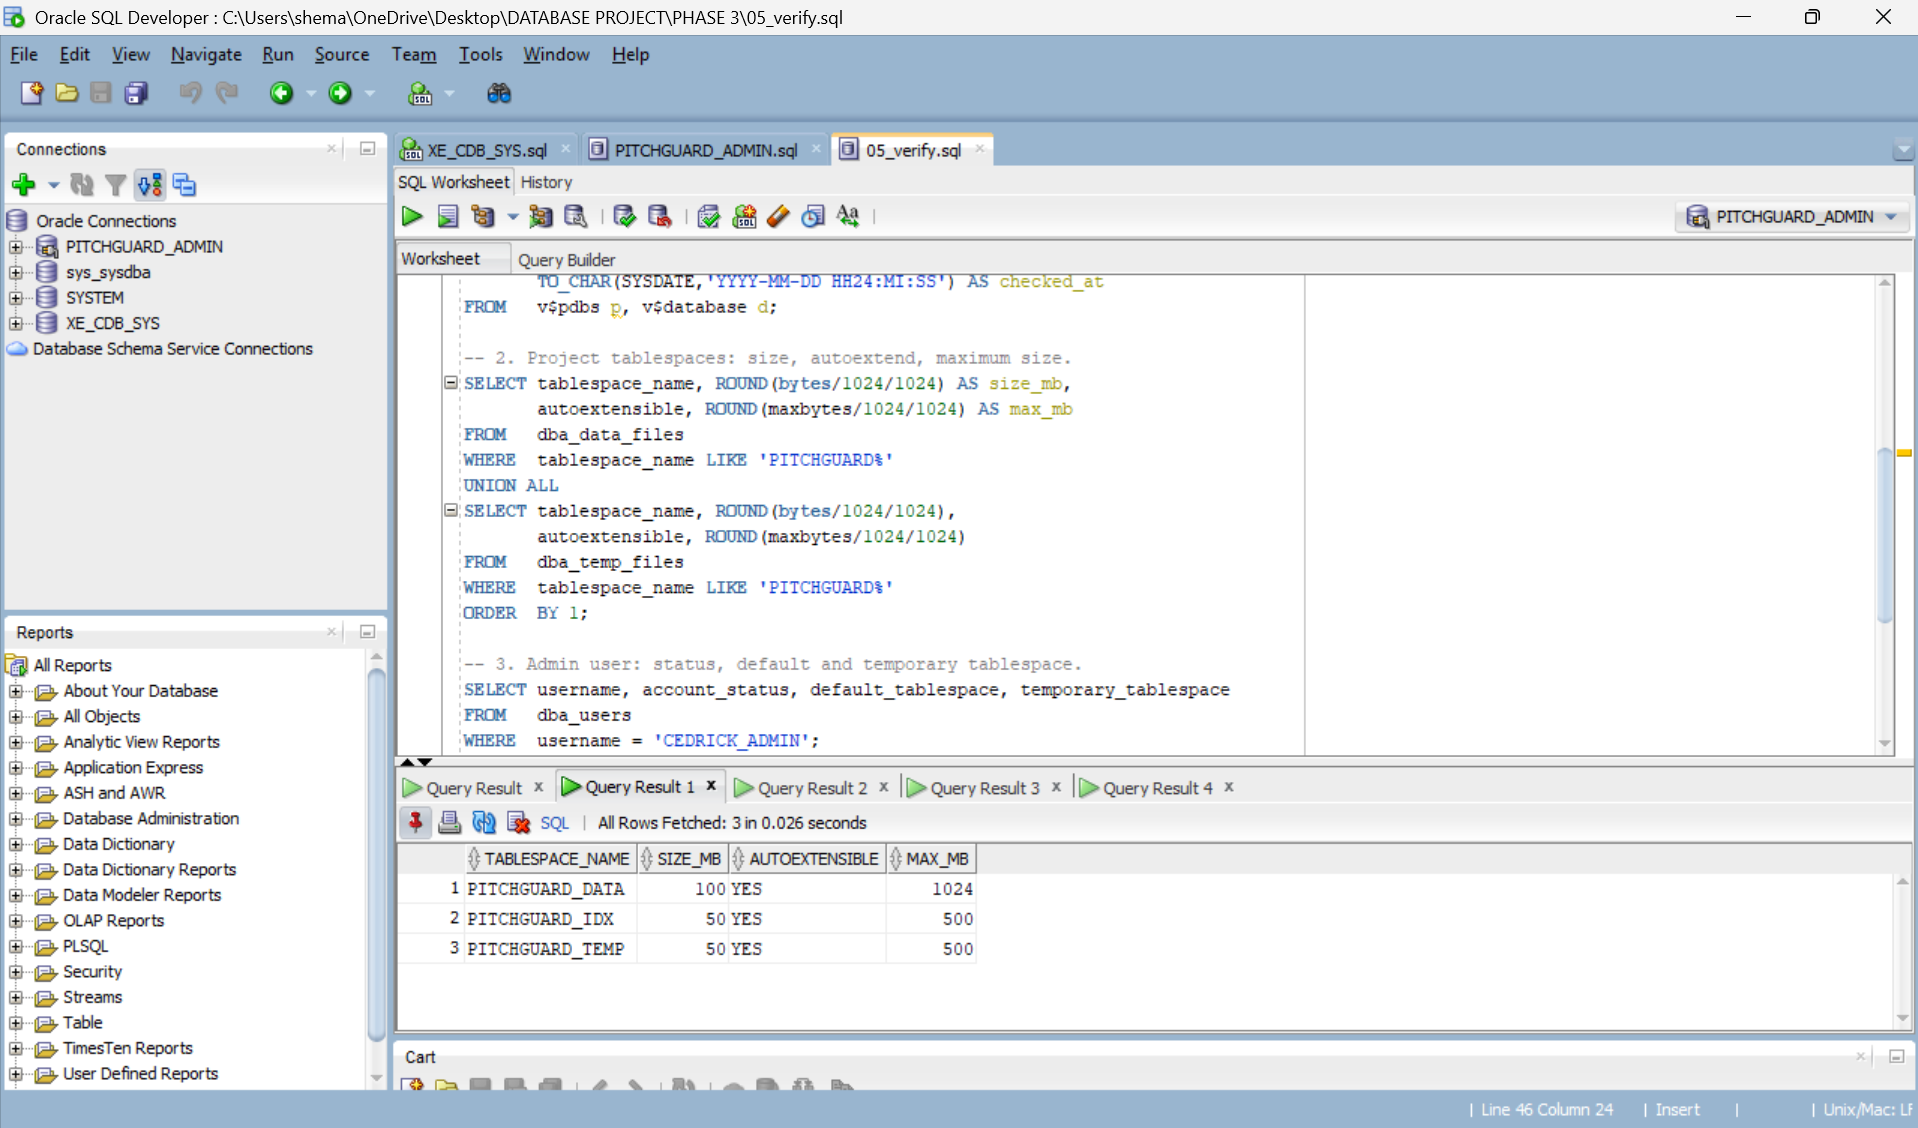 Oracle SQL Developer : C:\Users\shema\OneDrive\Desktop\DATABASE PROJECT\PHASE 3\05_verify.sql
File Edit View Navigate Run Source Team Tools Window Help
Connections
Oracle Connections
PITCHGUARD_ADMIN
sys_sysdba
SYSTEM
XE_CDB_SYS
Database Schema Service Connections
Reports
All Reports
About Your Database
All Objects
Analytic View Reports
Application Express
ASH and AWR
Database Administration
Data Dictionary
Data Dictionary Reports
Data Modeler Reports
OLAP Reports
PLSQL
Security
Streams
Table
TimesTen Reports
User Defined Reports
XE_CDB_SYS.sql PITCHGUARD_ADMIN.sql 05_verify.sql
SQL Worksheet History
PITCHGUARD_ADMIN
Worksheet Query Builder
TO_CHAR(SYSDATE,'YYYY-MM-DD HH24:MI:SS') AS checked_at
FROM v$pdbs p, v$database d;
-- 2. Project tablespaces: size, autoextend, maximum size.
SELECT tablespace_name, ROUND(bytes/1024/1024) AS size_mb,
autoextensible, ROUND(maxbytes/1024/1024) AS max_mb
FROM dba_data_files
WHERE tablespace_name LIKE 'PITCHGUARD%'
UNION ALL
SELECT tablespace_name, ROUND(bytes/1024/1024),
autoextensible, ROUND(maxbytes/1024/1024)
FROM dba_temp_files
WHERE tablespace_name LIKE 'PITCHGUARD%'
ORDER BY 1;
-- 3. Admin user: status, default and temporary tablespace.
SELECT username, account_status, default_tablespace, temporary_tablespace
FROM dba_users
WHERE username = 'CEDRICK_ADMIN';
Query Result Query Result 1 Query Result 2 Query Result 3 Query Result 4
SQL All Rows Fetched: 3 in 0.026 seconds
TABLESPACE_NAME SIZE_MB AUTOEXTENSIBLE MAX_MB
1 PITCHGUARD_DATA 100 YES 1024
2 PITCHGUARD_IDX 50 YES 500
3 PITCHGUARD_TEMP 50 YES 500
Cart
Line 46 Column 24 Insert Unix/Mac: LF